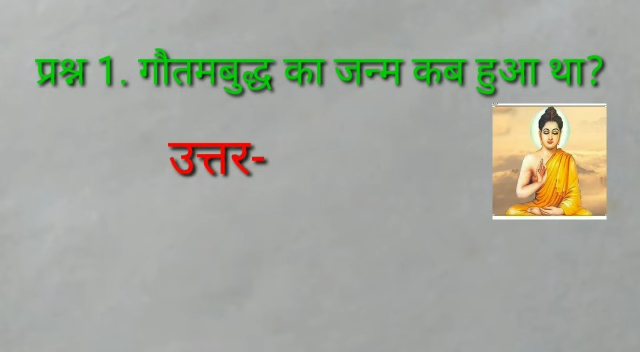 प्रश्न 1. गौतमबुद्ध का जन्म कब हुआ था?
उत्तर-